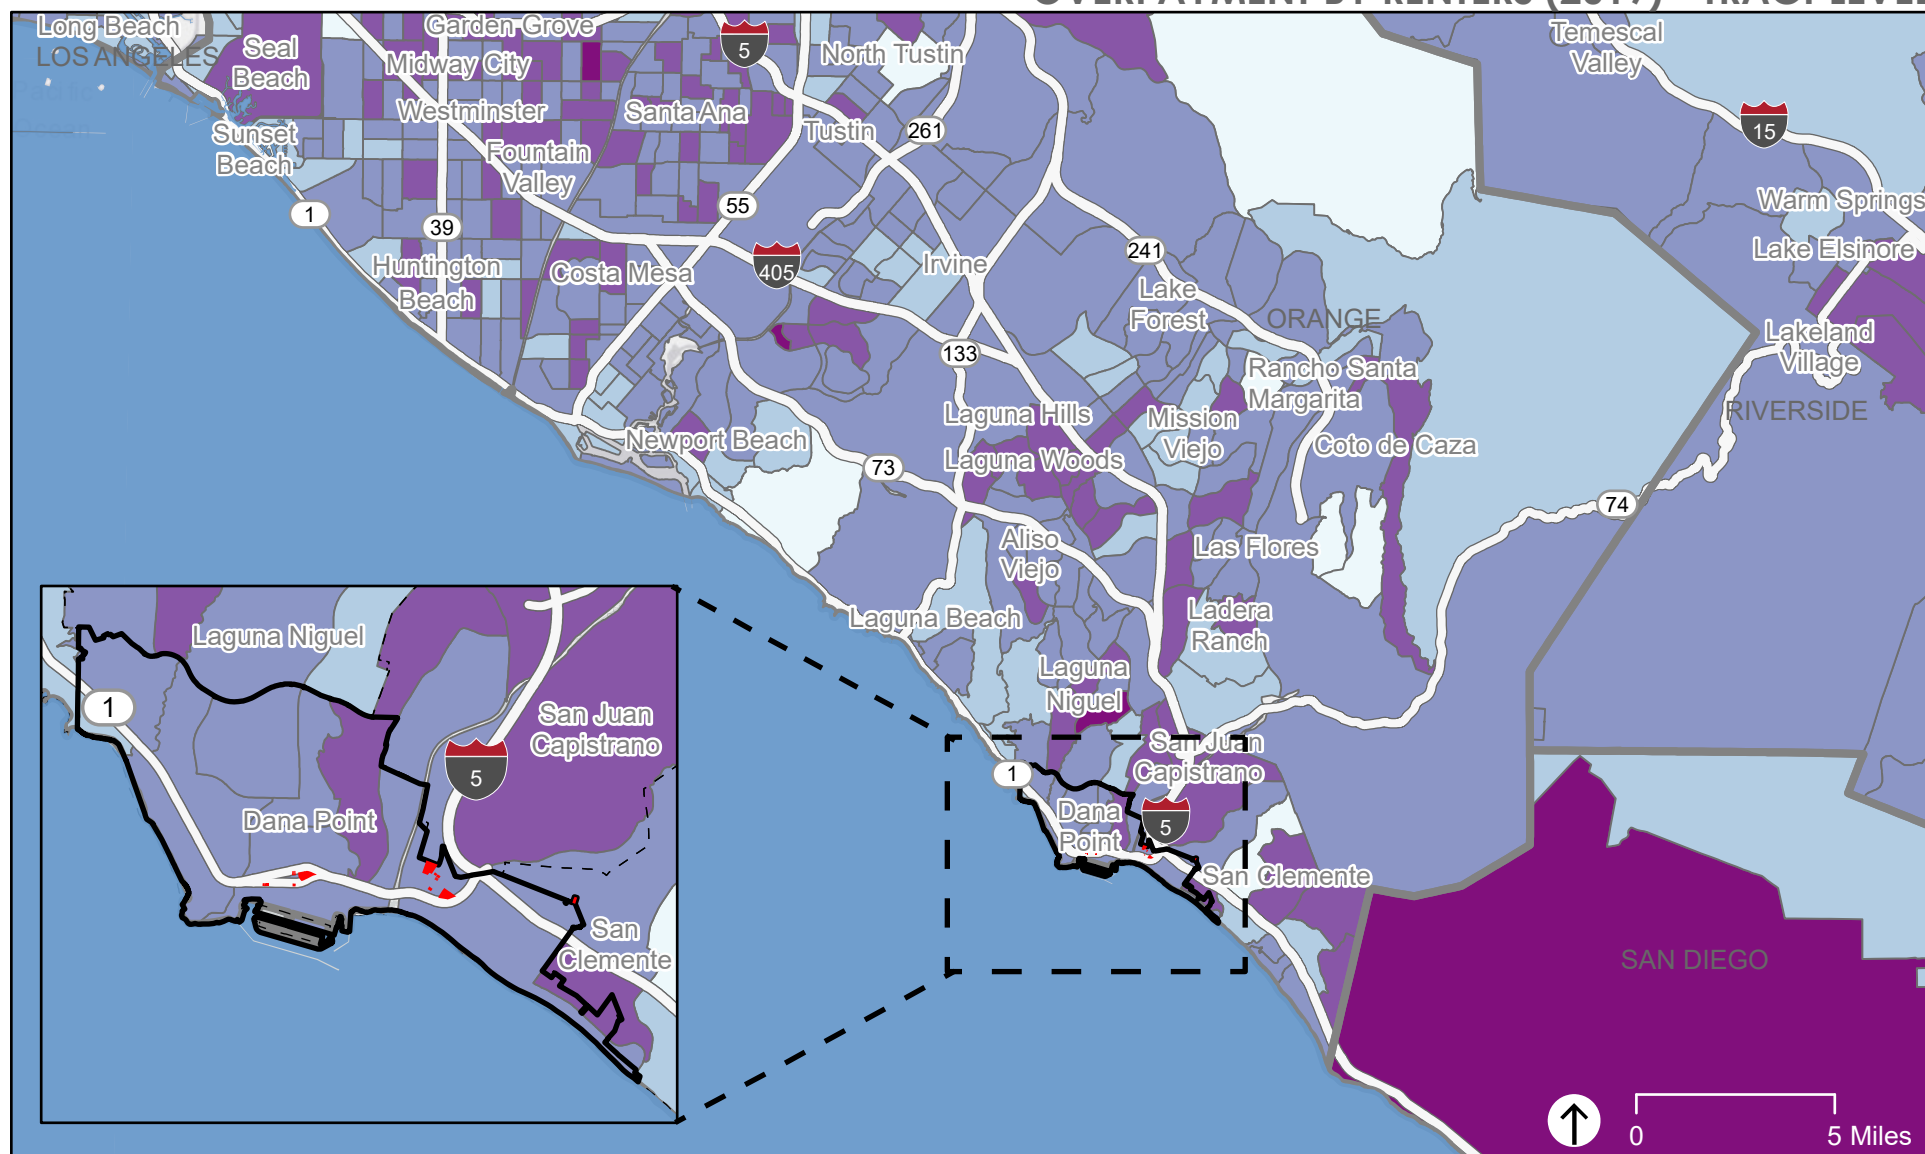 OVERPAYMENT BY RENTERS (2019) - TRACT LEVEL
Long Beach
LOS ANGELES
Pacific
Ocean
Seal
Beach
Sunset
Beach
Garden Grove
Midway City
Westminster
Fountain
Valley
Santa Ana
5
North Tustin
Tustin
261
55
1
39
Huntington
Beach
Costa Mesa
405
Irvine
241
Lake
Forest
ORANGE
Temescal
Valley
15
Warm Springs
Lake Elsinore
Lakeland
Village
RIVERSIDE
133
Rancho Santa
Margarita
Laguna Hills
Mission
Viejo
Coto de Caza
Newport Beach
73
Laguna Woods
74
Aliso
Viejo
Las Flores
Laguna Beach
Ladera
Ranch
Laguna
Niguel
San Juan
Capistrano
1
5
Dana
Point
San Clemente
SAN DIEGO
Laguna Niguel
1
San Juan
Capistrano
5
Dana Point
San
Clemente
0
5 Miles